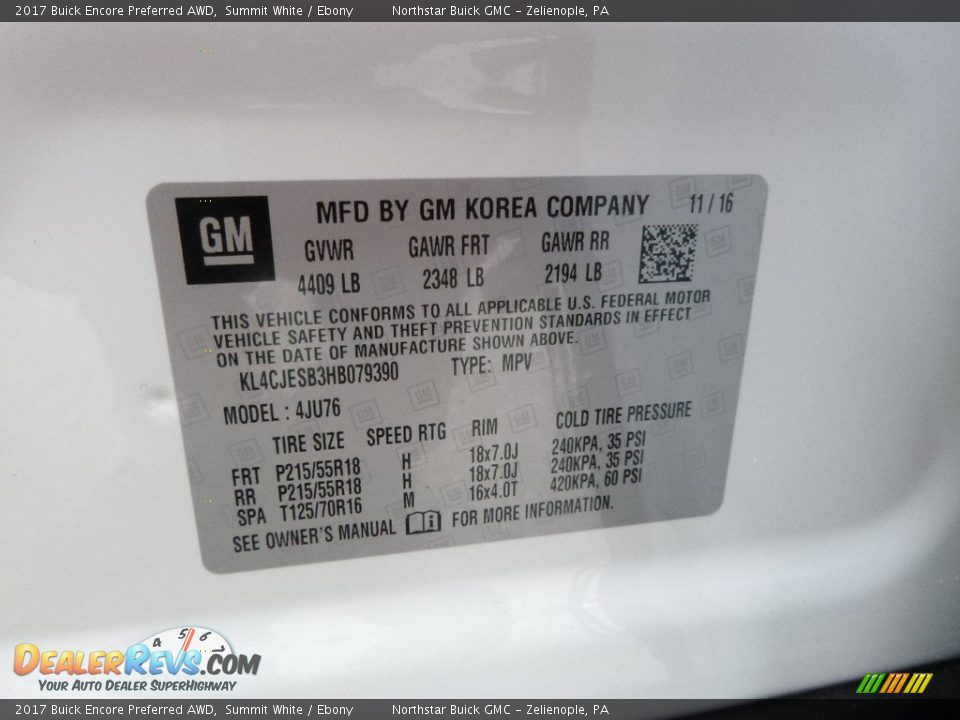 2017 Buick Encore Preferred AWD, Summit White / Ebony Northstar Buick GMC - Zelienople, PA
GM
MFD BY GM KOREA COMPANY 11 / 16
GVWR GAWR FRT GAWR RR
4409 LB 2348 LB 2194 LB
THIS VEHICLE CONFORMS TO ALL APPLICABLE U.S. FEDERAL MOTOR
VEHICLE SAFETY AND THEFT PREVENTION STANDARDS IN EFFECT
ON THE DATE OF MANUFACTURE SHOWN ABOVE.
KL4CJESB3HB079390 TYPE: MPV
MODEL : 4JU76
TIRE SIZE SPEED RTG RIM COLD TIRE PRESSURE
FRT P215/55R18 H 18x7.0J 240KPA, 35 PSI
RR P215/55R18 H 18x7.0J 240KPA, 35 PSI
SPA T125/70R16 M 16x4.0T 420KPA, 60 PSI
SEE OWNER'S MANUAL FOR MORE INFORMATION.
4 5 6
DEALERREVS.COM
YOUR AUTO DEALER SUPERHIGHWAY
2017 Buick Encore Preferred AWD, Summit White / Ebony Northstar Buick GMC - Zelienople, PA